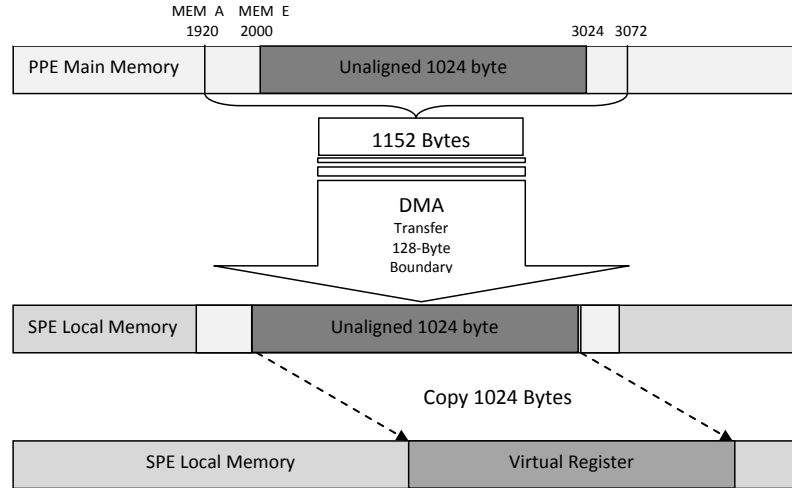 MEM A MEM E
1920 2000 3024 3072
PPE Main Memory Unaligned 1024 byte
1152 Bytes
DMA
Transfer
128-Byte
Boundary
SPE Local Memory Unaligned 1024 byte
Copy 1024 Bytes
SPE Local Memory Virtual Register